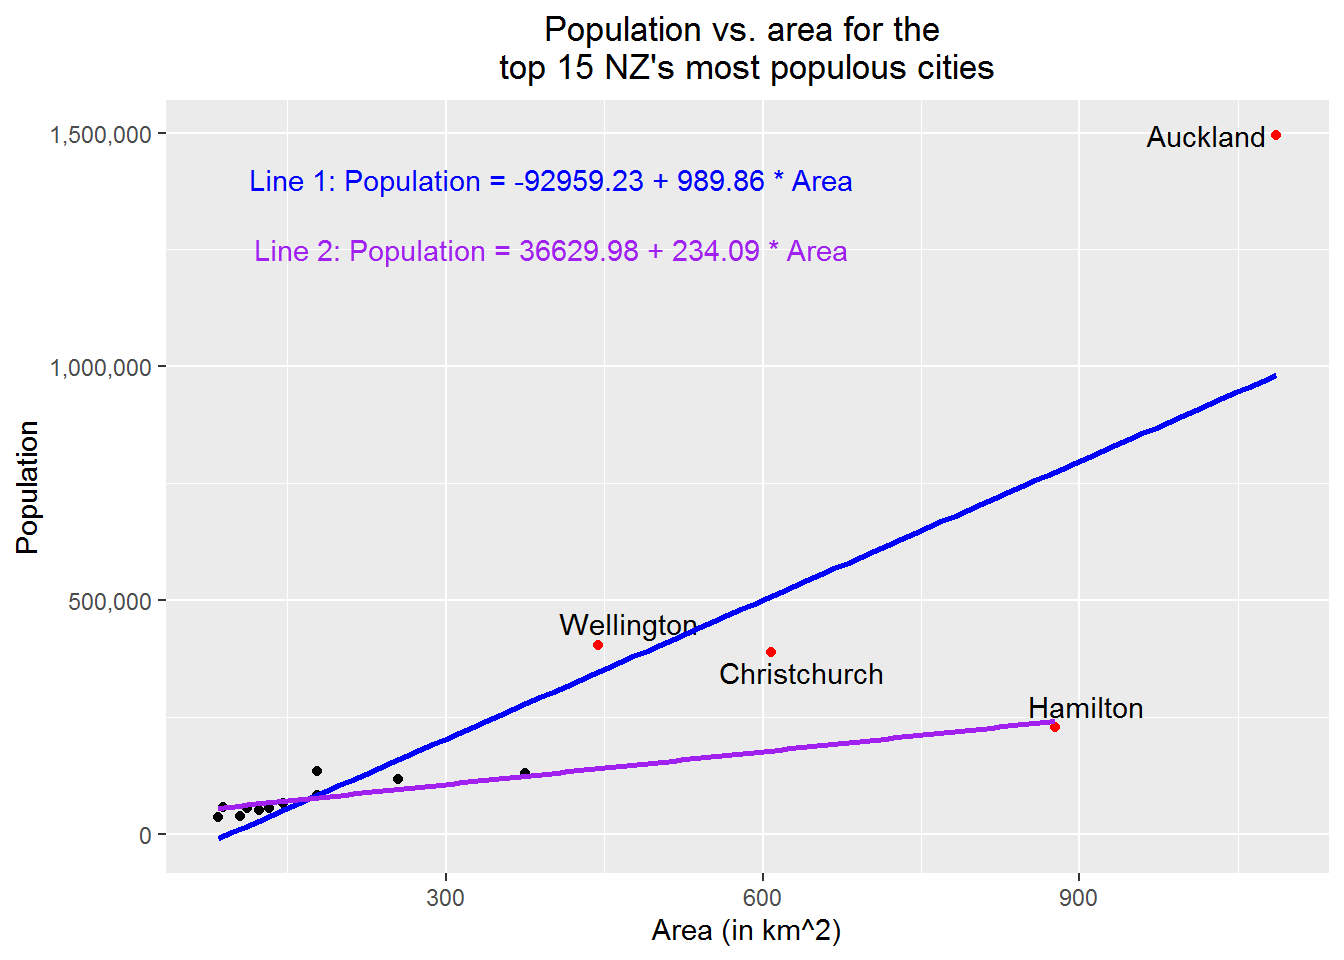 Population vs. area for the
top 15 NZ's most populous cities
1,500,000
Auckland
Line 1: Population = -92959.23 + 989.86 * Area
Line 2: Population = 36629.98 + 234.09 * Area
1,000,000
Population
500,000
Wellington
Christchurch
Hamilton
0
300
600
900
Area (in km^2)